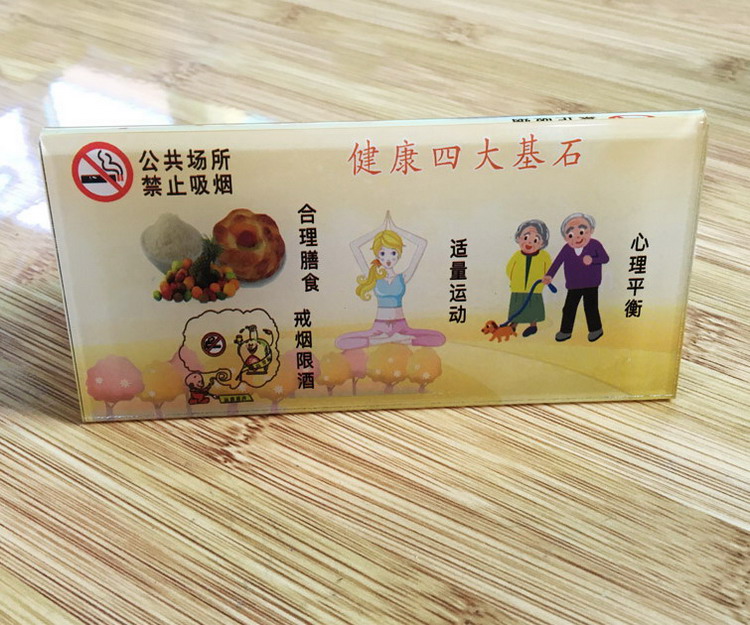 公共场所
禁止吸烟
健康四大基石
合理膳食
戒烟限酒
适量运动
心理平衡